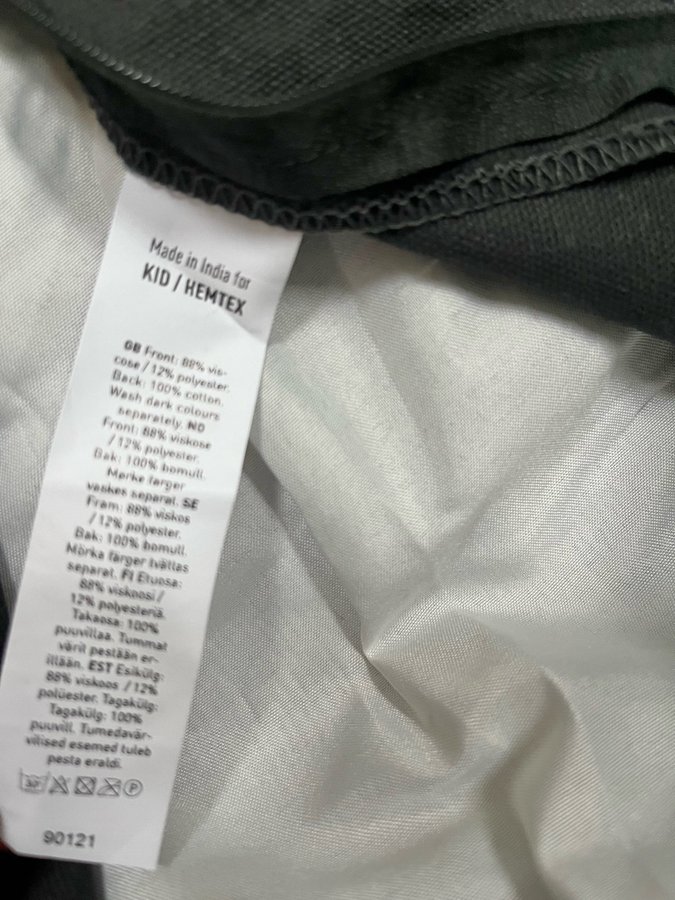 Made in India for
KID / HEMTEX
GB Front: 88% vis-
cose / 12% polyester.
Back: 100% cotton.
Wash dark colours
separately. NO
Front: 88% viskose
/ 12% polyester.
Bak: 100% bomull.
Mørke farger
vaskes separat. SE
Fram: 88% viskos
/ 12% polyester.
Bak: 100% bomull.
Mörka färger tvättas
separat. FI Etuosa:
88% viskoosi /
12% polyesteriä.
Takaosa: 100%
puuvillaa. Tummat
värit pestään er-
illään. EST Esikülg:
88% viskoos / 12%
polüester. Tagakülg:
Tagakülg: 100%
puuvill. Tumedavär-
vilised esemed tuleb
pesta eraldi.
P
90121